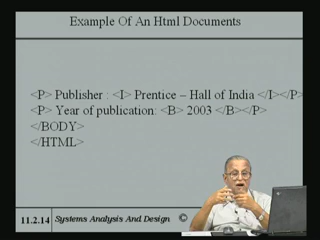 Example Of An Html Documents
<P> Publisher : <I> Prentice – Hall of India </I></P>
<P> Year of publication: <B> 2003 </B></P>
</BODY>
</HTML>
11.2.14 Systems Analysis And Design ©